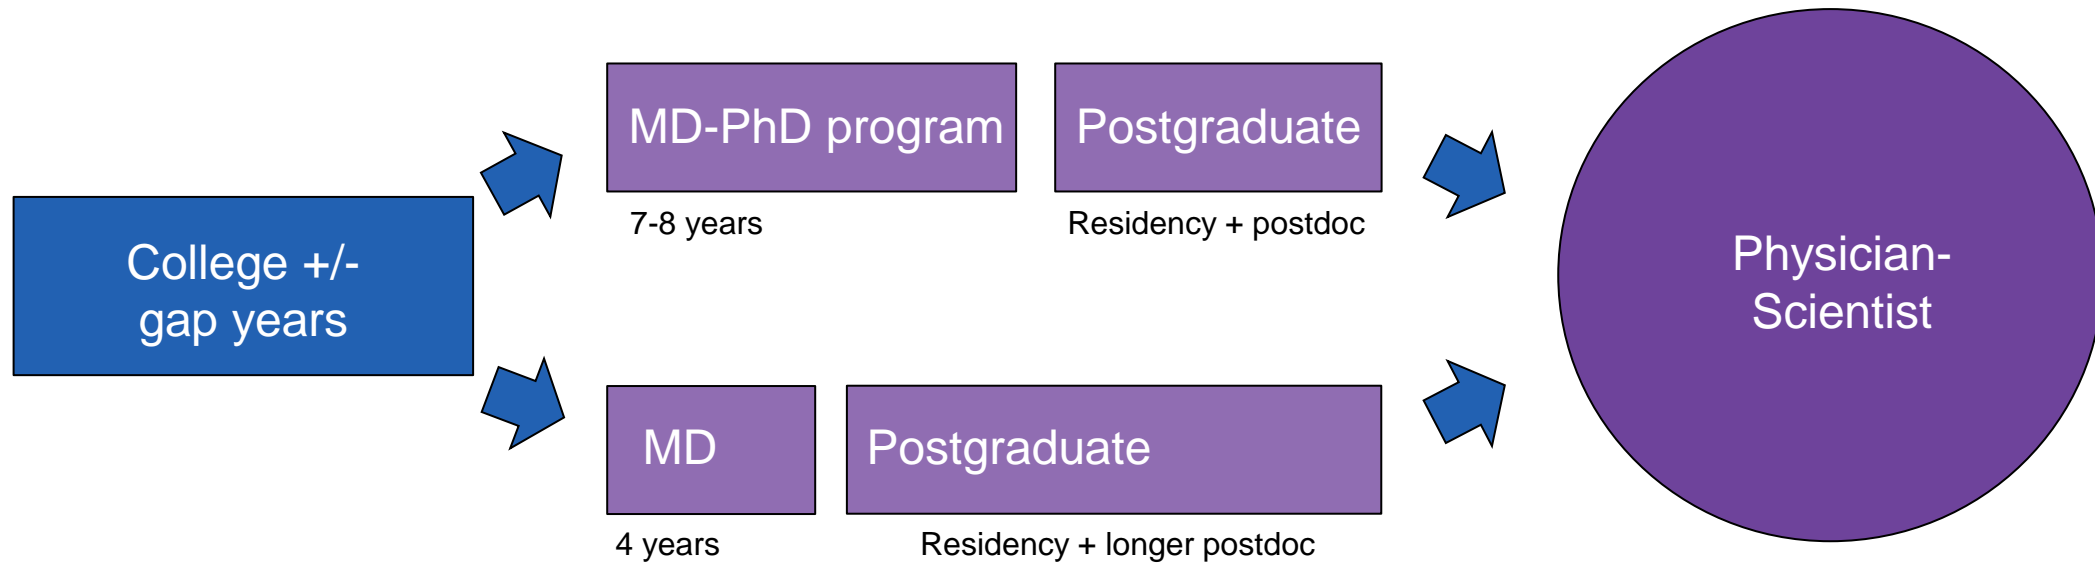 College +/-
gap years
MD-PhD program
7-8 years
Postgraduate
Residency + postdoc
MD
4 years
Postgraduate
Residency + longer postdoc
Physician-
Scientist